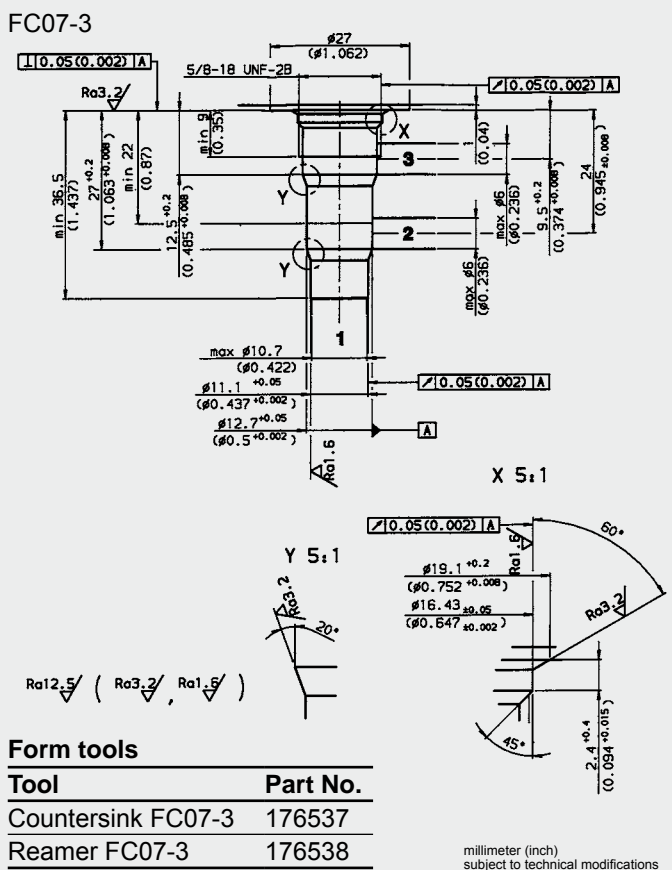 FC07-3
ø27
(ø1.062)
⊥ 0.05(0.002) A
5/8-18 UNF-2B
↗ 0.05(0.002) A
Ra3.2
min 9
(0.35)
X
(0.04)
3
min 36.5
(1.437)
27 +0.2
(1.063 +0.008)
min 22
(0.87)
12.5 +0.2
(0.485 +0.008)
Y
max ø6
(ø0.236)
9.5 +0.2
(0.374 +0.008)
24
(0.945 ±0.008)
2
Y
max ø6
(ø0.236)
1
max ø10.7
(ø0.422)
ø11.1 +0.05
(ø0.437 +0.002)
↗ 0.05(0.002) A
ø12.7 +0.05
(ø0.5 +0.002)
A
Ra1.6
X 5:1
↗ 0.05(0.002) A
60°
Ra1.6
Y 5:1
ø19.1 +0.2
(ø0.752 +0.008)
Ra3.2
ø16.43 ±0.05
(ø0.647 ±0.002)
Ra3.2
20°
Ra12.5 ( Ra3.2 , Ra1.6 )
45°
2.4 +0.4
(0.094 +0.015)
Form tools
Tool Part No.
Countersink FC07-3 176537
Reamer FC07-3 176538
millimeter (inch)
subject to technical modifications